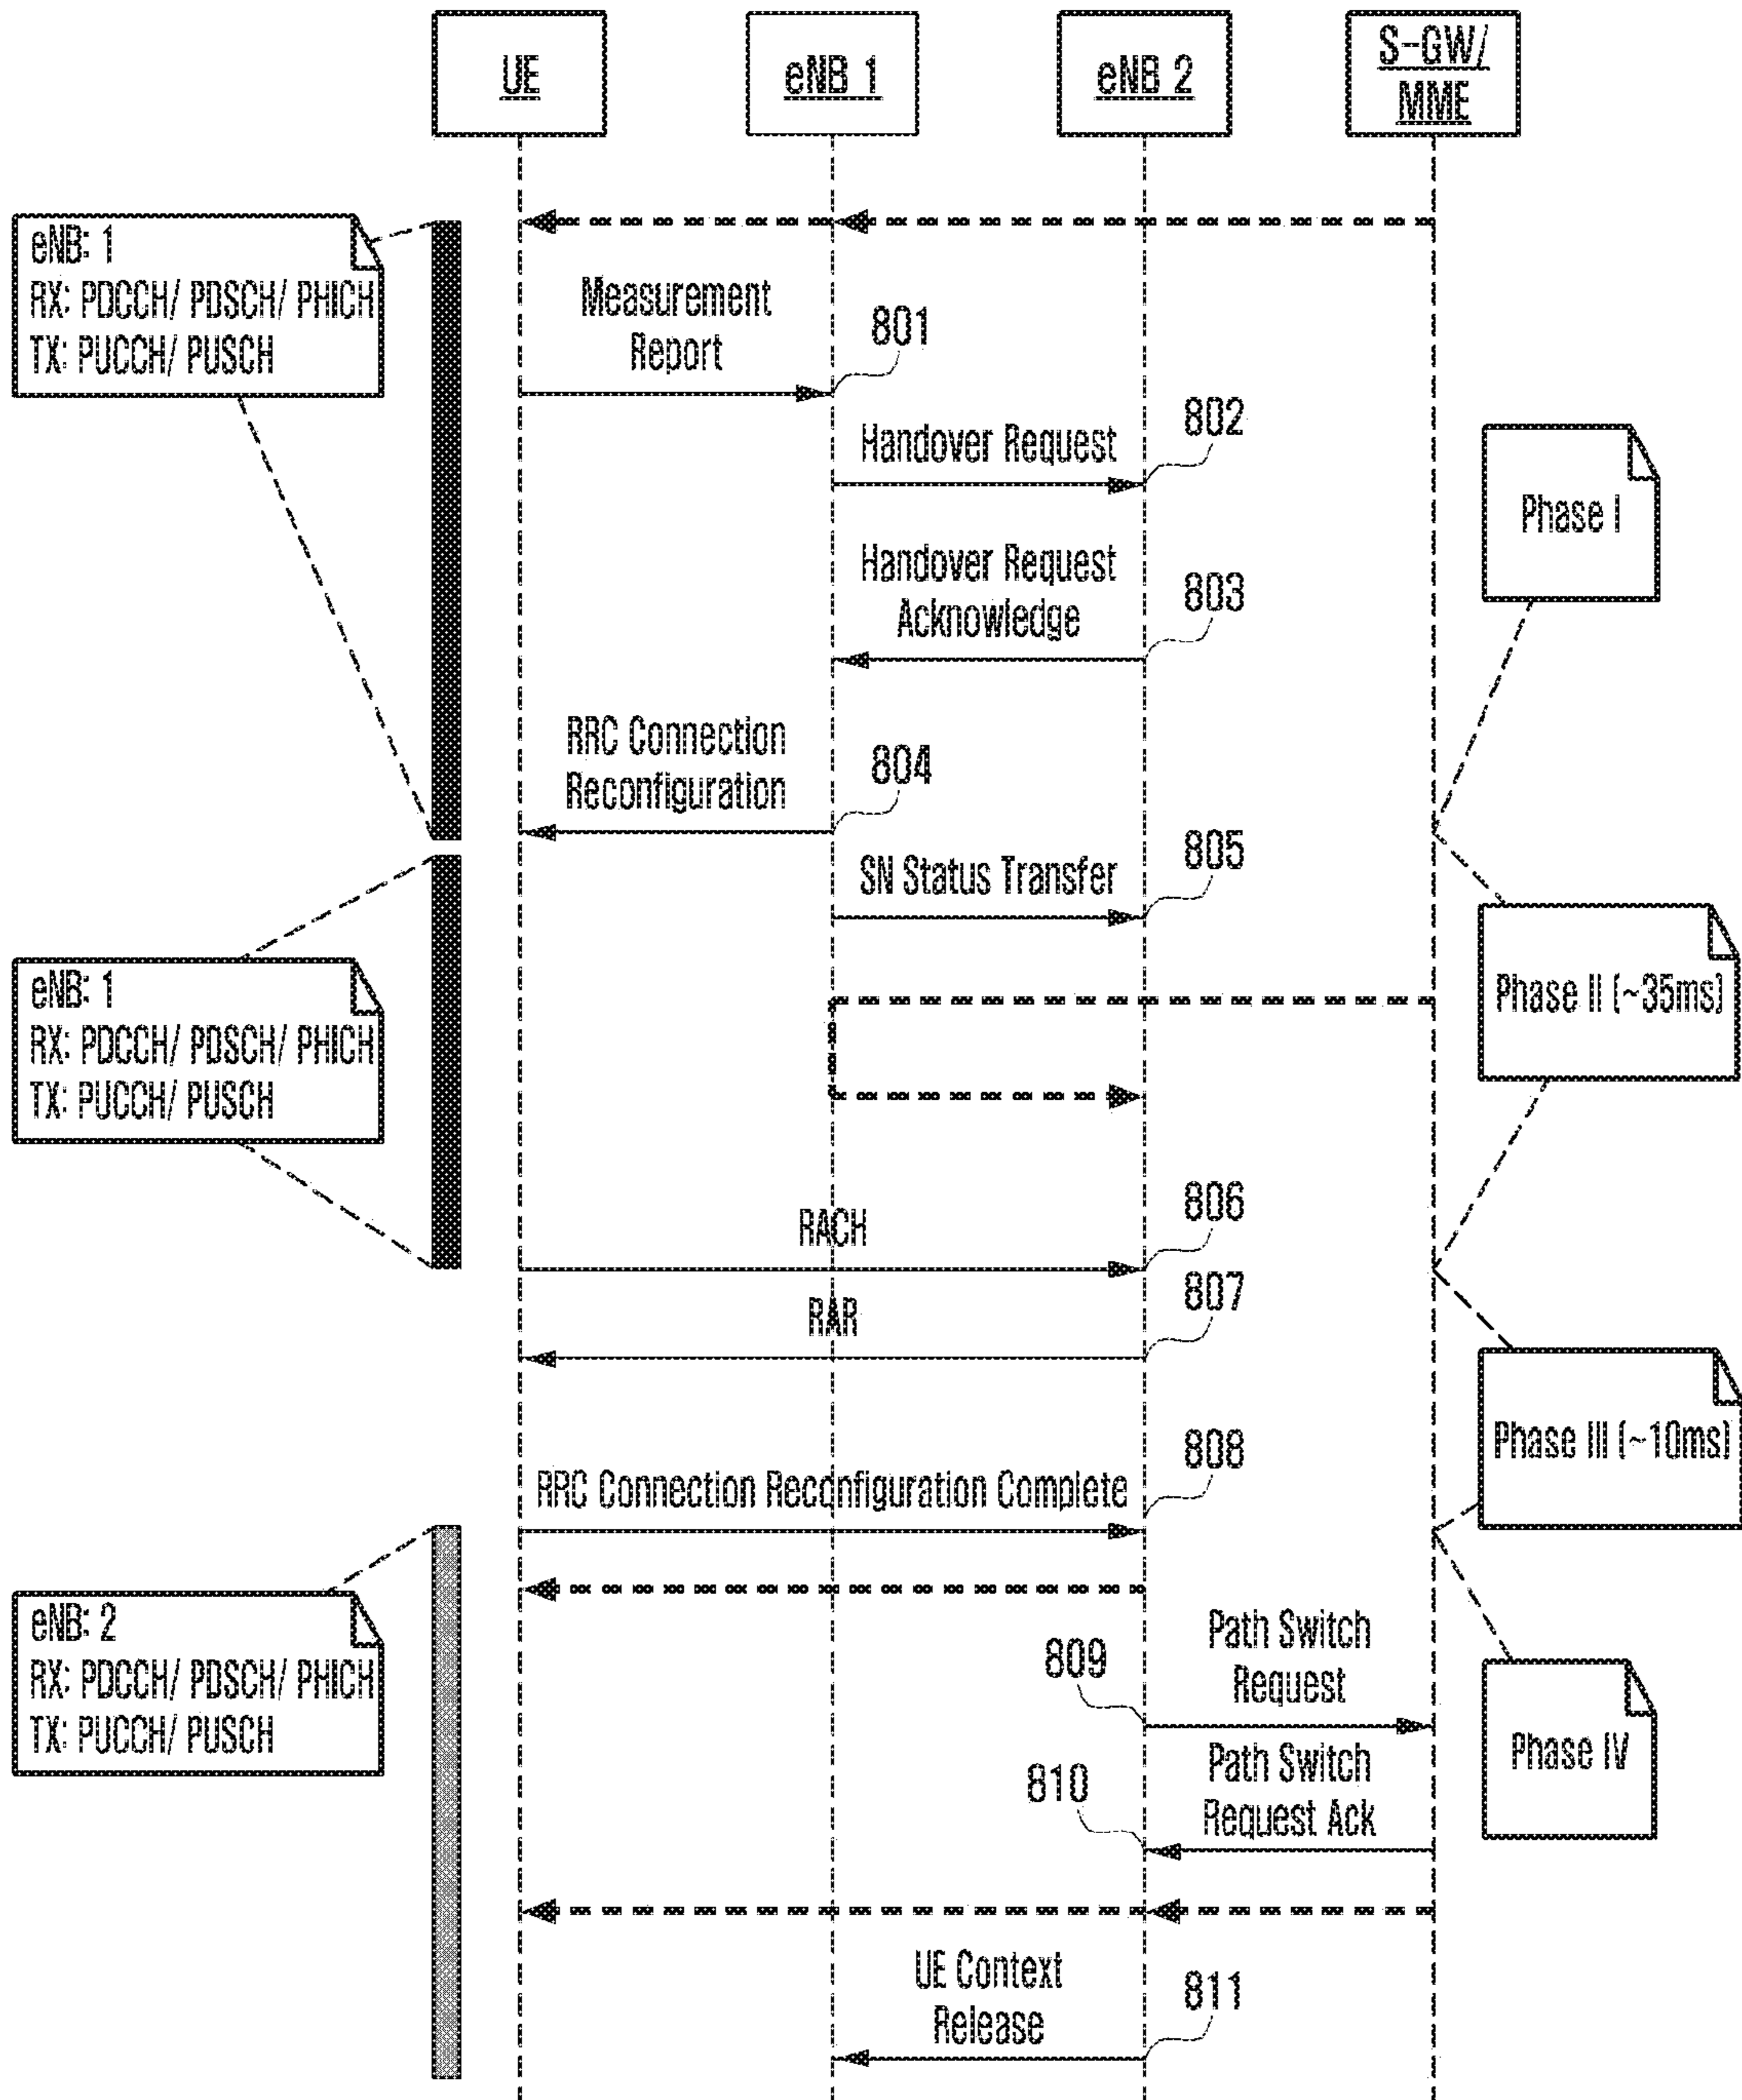 UE
eNB 1
eNB 2
S-GW/
MME
eNB: 1
RX: PDCCH/ PDSCH/ PHICH
TX: PUCCH/ PUSCH
Measurement
Report
801
Handover Request
802
Phase I
Handover Request
Acknowledge
803
RRC Connection
Reconfiguration
804
SN Status Transfer
805
eNB: 1
RX: PDCCH/ PDSCH/ PHICH
TX: PUCCH/ PUSCH
Phase II (~35ms)
RACH
806
RAR
807
Phase III (~10ms)
RRC Connection Reconfiguration Complete
808
eNB: 2
RX: PDCCH/ PDSCH/ PHICH
TX: PUCCH/ PUSCH
Path Switch
Request
809
Phase IV
Path Switch
Request Ack
810
UE Context
Release
811